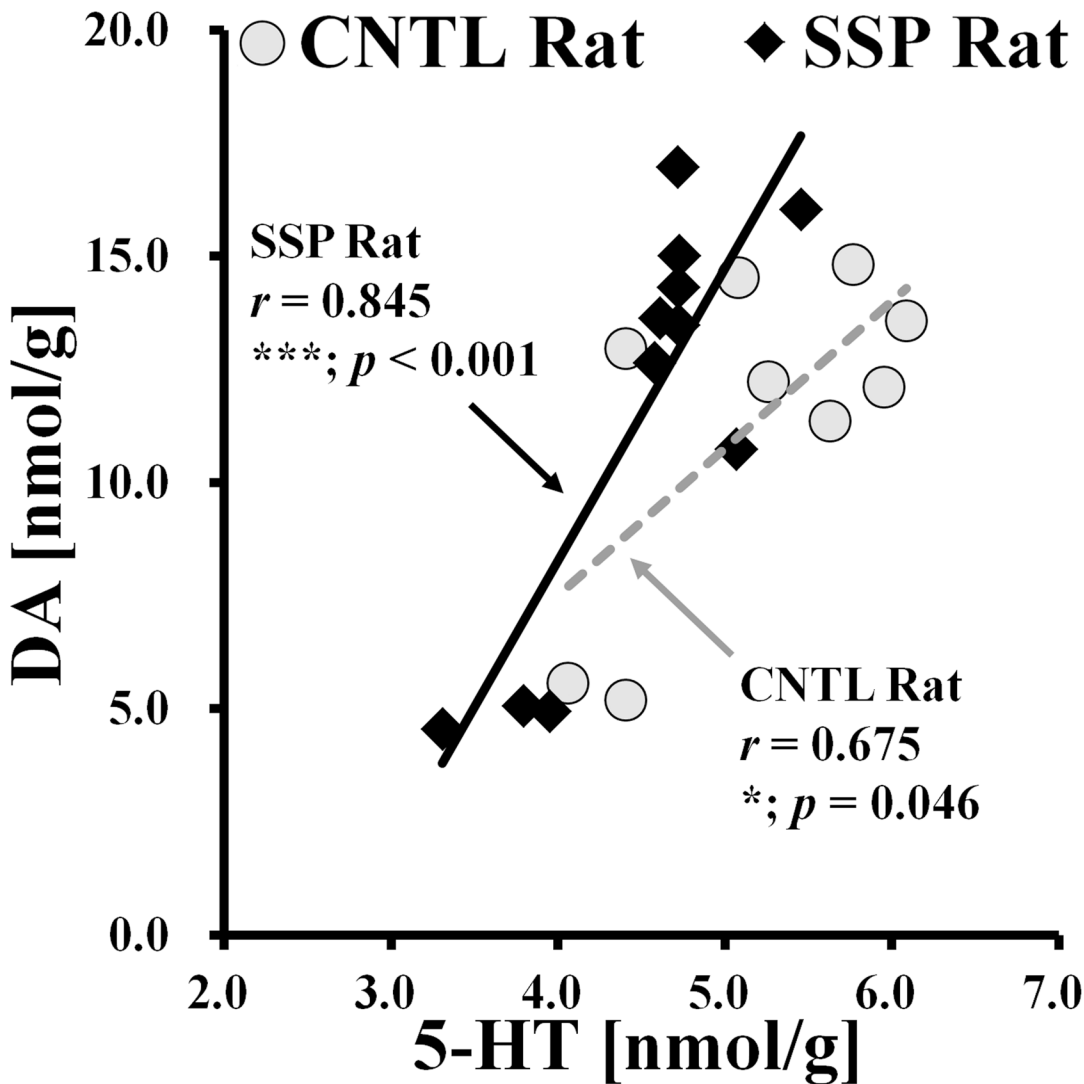 CNTL Rat
SSP Rat
20.0
15.0
10.0
5.0
0.0
DA [nmol/g]
SSP Rat
r = 0.845
***; p < 0.001
CNTL Rat
r = 0.675
*; p = 0.046
2.0
3.0
4.0
5.0
6.0
7.0
5-HT [nmol/g]